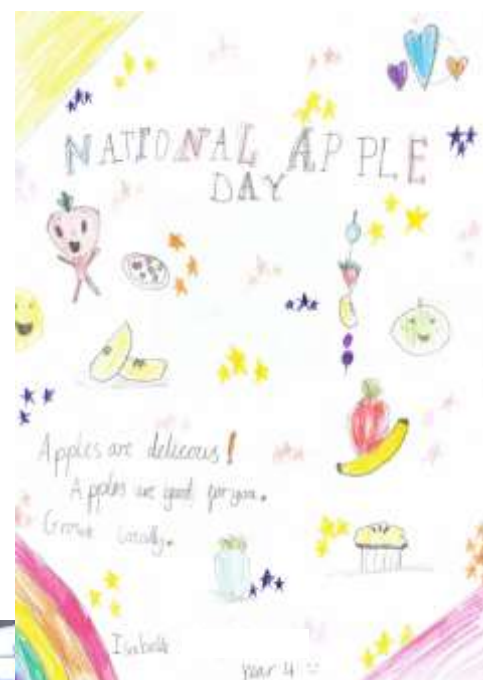 NATIONAL APPLE
DAY
Apples are delicous!
Apples are good for you.
Grown Locally.
Isabelle
Year 4 :)